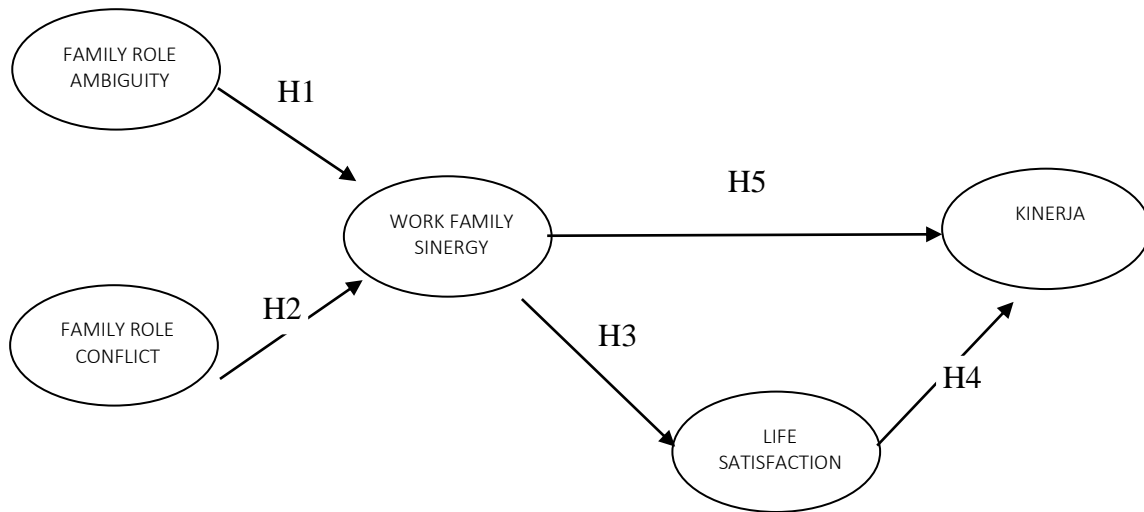 FAMILY ROLE
AMBIGUITY
H1
WORK FAMILY
SINERGY
H5
KINERJA
FAMILY ROLE
CONFLICT
H2
H3
H4
LIFE
SATISFACTION